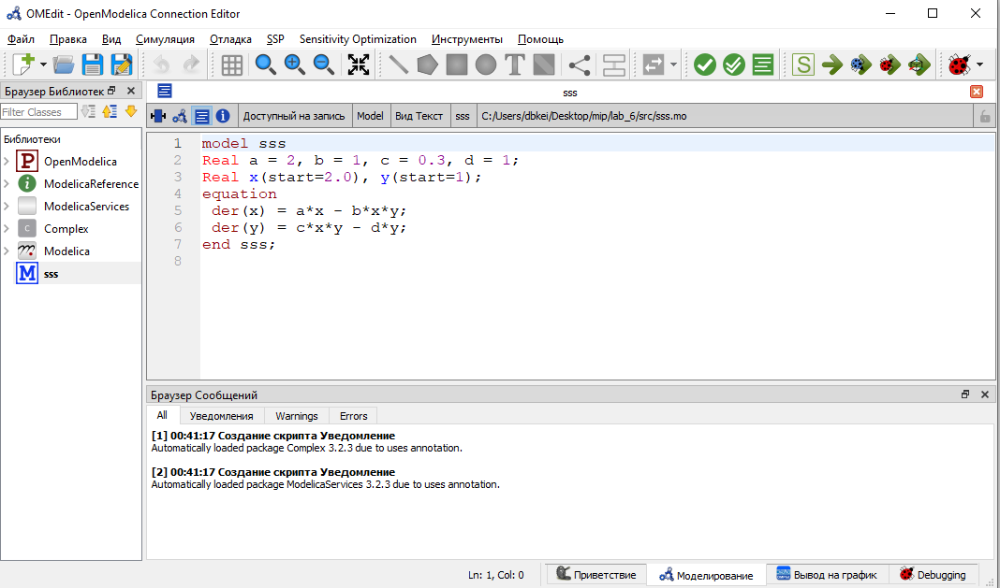 OMEdit - OpenModelica Connection Editor
Файл Правка Вид Симуляция Отладка SSP Sensitivity Optimization Инструменты Помощь
T S
Браузер Библиотек
sss
Filter Classes
Доступный на запись Model Вид Текст sss C:/Users/dbkei/Desktop/mip/lab_6/src/sss.mo
Библиотеки
P OpenModelica
i ModelicaReference
ModelicaServices
C Complex
m Modelica
M sss
1 model sss
2 Real a = 2, b = 1, c = 0.3, d = 1;
3 Real x(start=2.0), y(start=1);
4 equation
5 der(x) = a*x - b*x*y;
6 der(y) = c*x*y - d*y;
7 end sss;
8
Браузер Сообщений
All Уведомления Warnings Errors
[1] 00:41:17 Создание скрипта Уведомление
Automatically loaded package Complex 3.2.3 due to uses annotation.
[2] 00:41:17 Создание скрипта Уведомление
Automatically loaded package ModelicaServices 3.2.3 due to uses annotation.
Ln: 1, Col: 0 Приветствие Моделирование Вывод на график Debugging